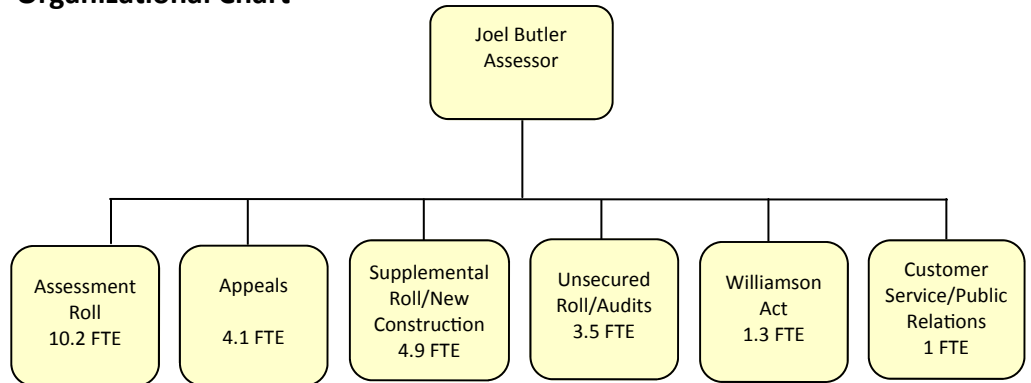 Organizational Chart
Joel Butler
Assessor
Assessment
Roll
10.2 FTE
Appeals
4.1 FTE
Supplemental
Roll/New
Construction
4.9 FTE
Unsecured
Roll/Audits
3.5 FTE
Williamson
Act
1.3 FTE
Customer
Service/Public
Relations
1 FTE